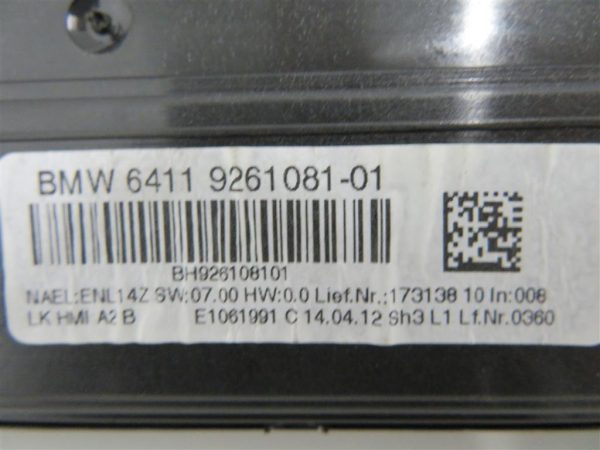 BMW 6411 9261081-01
BH926108101
NAEL:ENL14Z SW:07.00 HW:0.0 Lief.Nr.:173138 10 In:008
LK HMI A2 B E1061991 C 14.04.12 Sh3 L1 Lf.Nr.0360